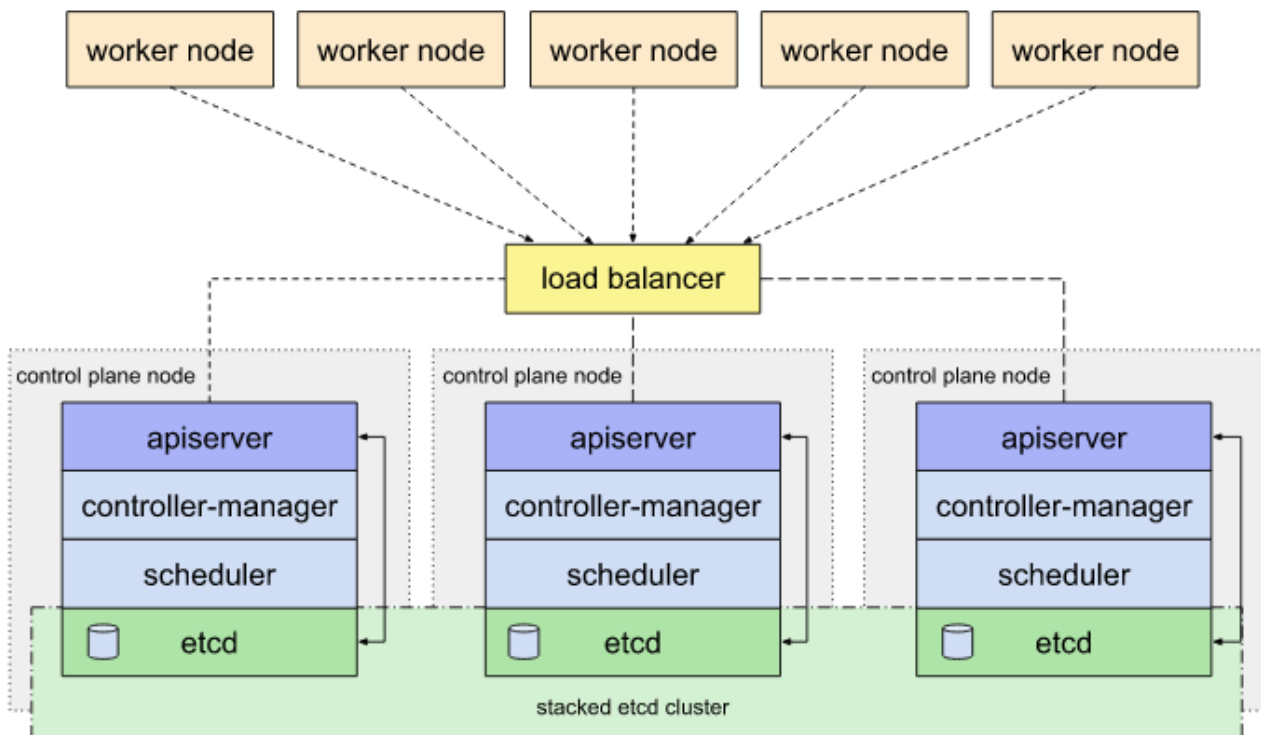 worker node
worker node
worker node
worker node
worker node
load balancer
control plane node
control plane node
control plane node
apiserver
apiserver
apiserver
controller-manager
controller-manager
controller-manager
scheduler
scheduler
scheduler
etcd
etcd
etcd
stacked etcd cluster